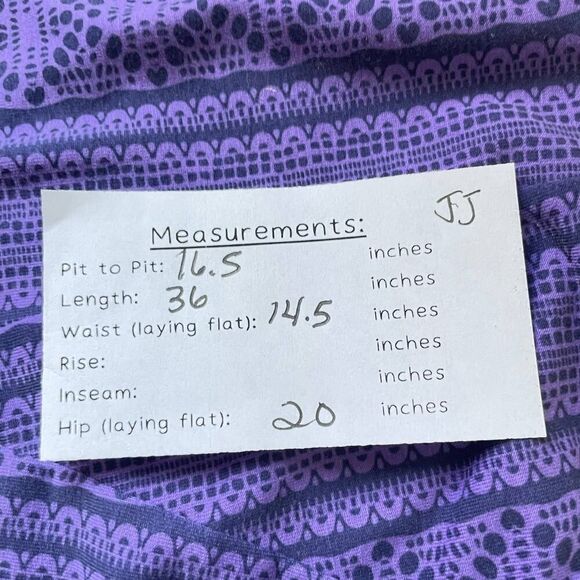 JJ
Measurements:
Pit to Pit: 16.5 inches
Length: 36 inches
Waist (laying flat): 14.5 inches
Rise: inches
Inseam: inches
Hip (laying flat): 20 inches